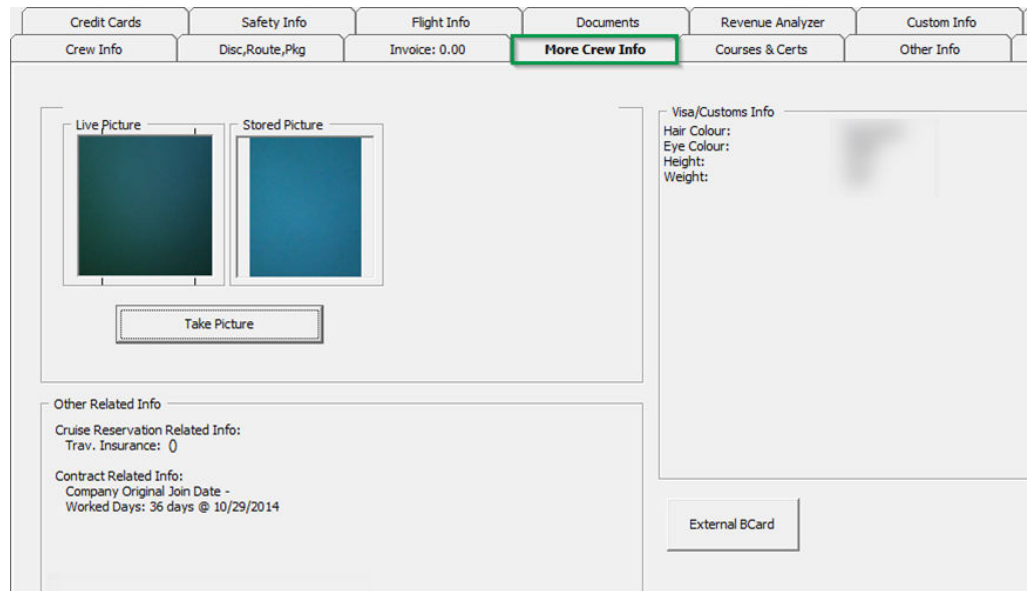 Credit Cards
Safety Info
Flight Info
Documents
Revenue Analyzer
Custom Info
Crew Info
Disc,Route,Pkg
Invoice: 0.00
More Crew Info
Courses & Certs
Other Info
Live Picture
Stored Picture
Take Picture
Visa/Customs Info
Hair Colour:
Eye Colour:
Height:
Weight:
Other Related Info
Cruise Reservation Related Info:
Trav. Insurance: ()
Contract Related Info:
Company Original Join Date -
Worked Days: 36 days @ 10/29/2014
External BCard